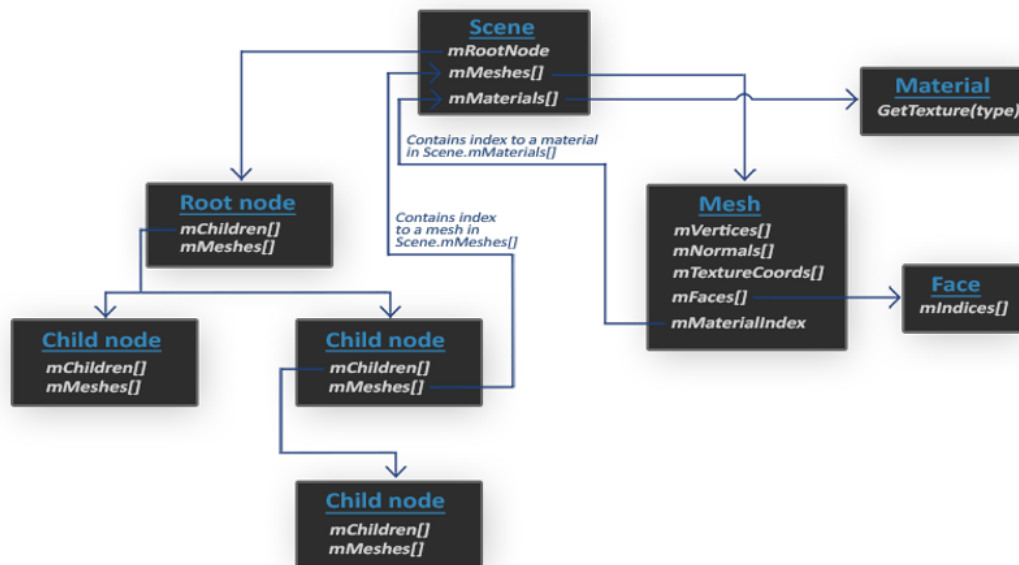 Scene
mRootNode
mMeshes[]
mMaterials[]
Material
GetTexture(type)
Contains index to a material
in Scene.mMaterials[]
Root node
mChildren[]
mMeshes[]
Contains index
to a mesh in
Scene.mMeshes[]
Mesh
mVertices[]
mNormals[]
mTextureCoords[]
mFaces[]
mMaterialIndex
Face
mIndices[]
Child node
mChildren[]
mMeshes[]
Child node
mChildren[]
mMeshes[]
Child node
mChildren[]
mMeshes[]